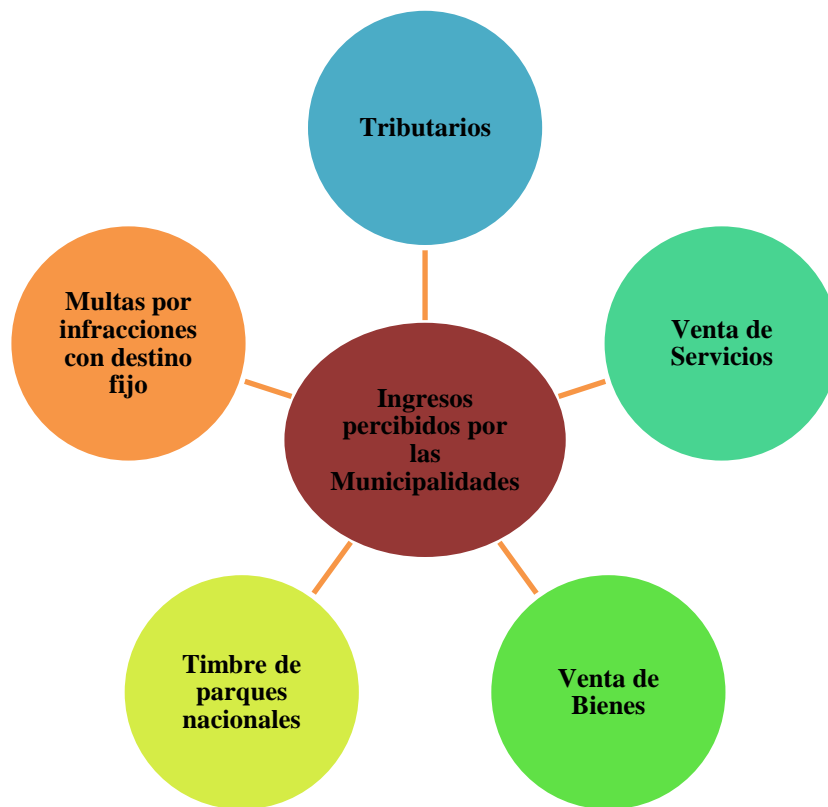 Tributarios
Multas por
infracciones
con destino
fijo
Venta de
Servicios
Ingresos
percibidos por
las
Municipalidades
Timbre de
parques
nacionales
Venta de
Bienes